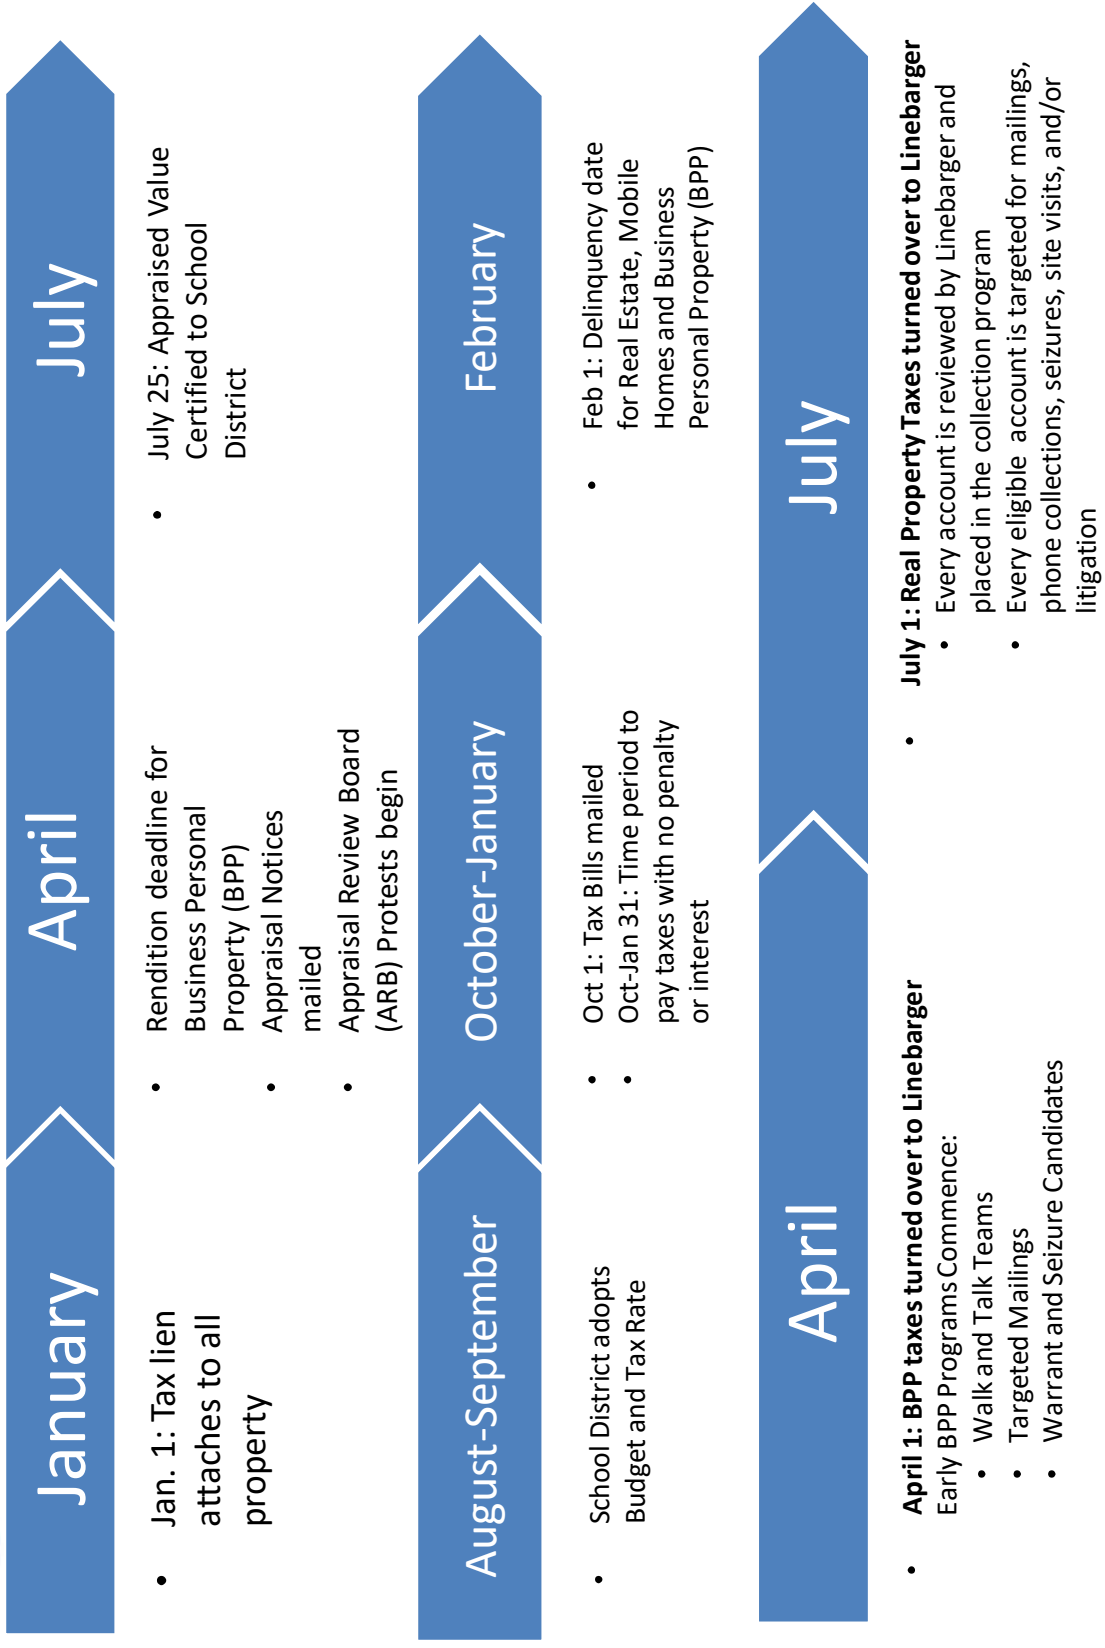 January
April
July
• Jan. 1: Tax lien
attaches to all
property
• Rendition deadline for
Business Personal
Property (BPP)
• Appraisal Notices
mailed
• Appraisal Review Board
(ARB) Protests begin
• July 25: Appraised Value
Certified to School
District
August-September
October-January
February
• School District adopts
Budget and Tax Rate
• Oct 1: Tax Bills mailed
• Oct-Jan 31: Time period to
pay taxes with no penalty
or interest
• Feb 1: Delinquency date
for Real Estate, Mobile
Homes and Business
Personal Property (BPP)
April
July
• April 1: BPP taxes turned over to Linebarger
Early BPP Programs Commence:
• Walk and Talk Teams
• Targeted Mailings
• Warrant and Seizure Candidates
• July 1: Real Property Taxes turned over to Linebarger
• Every account is reviewed by Linebarger and
placed in the collection program
• Every eligible account is targeted for mailings,
phone collections, seizures, site visits, and/or
litigation